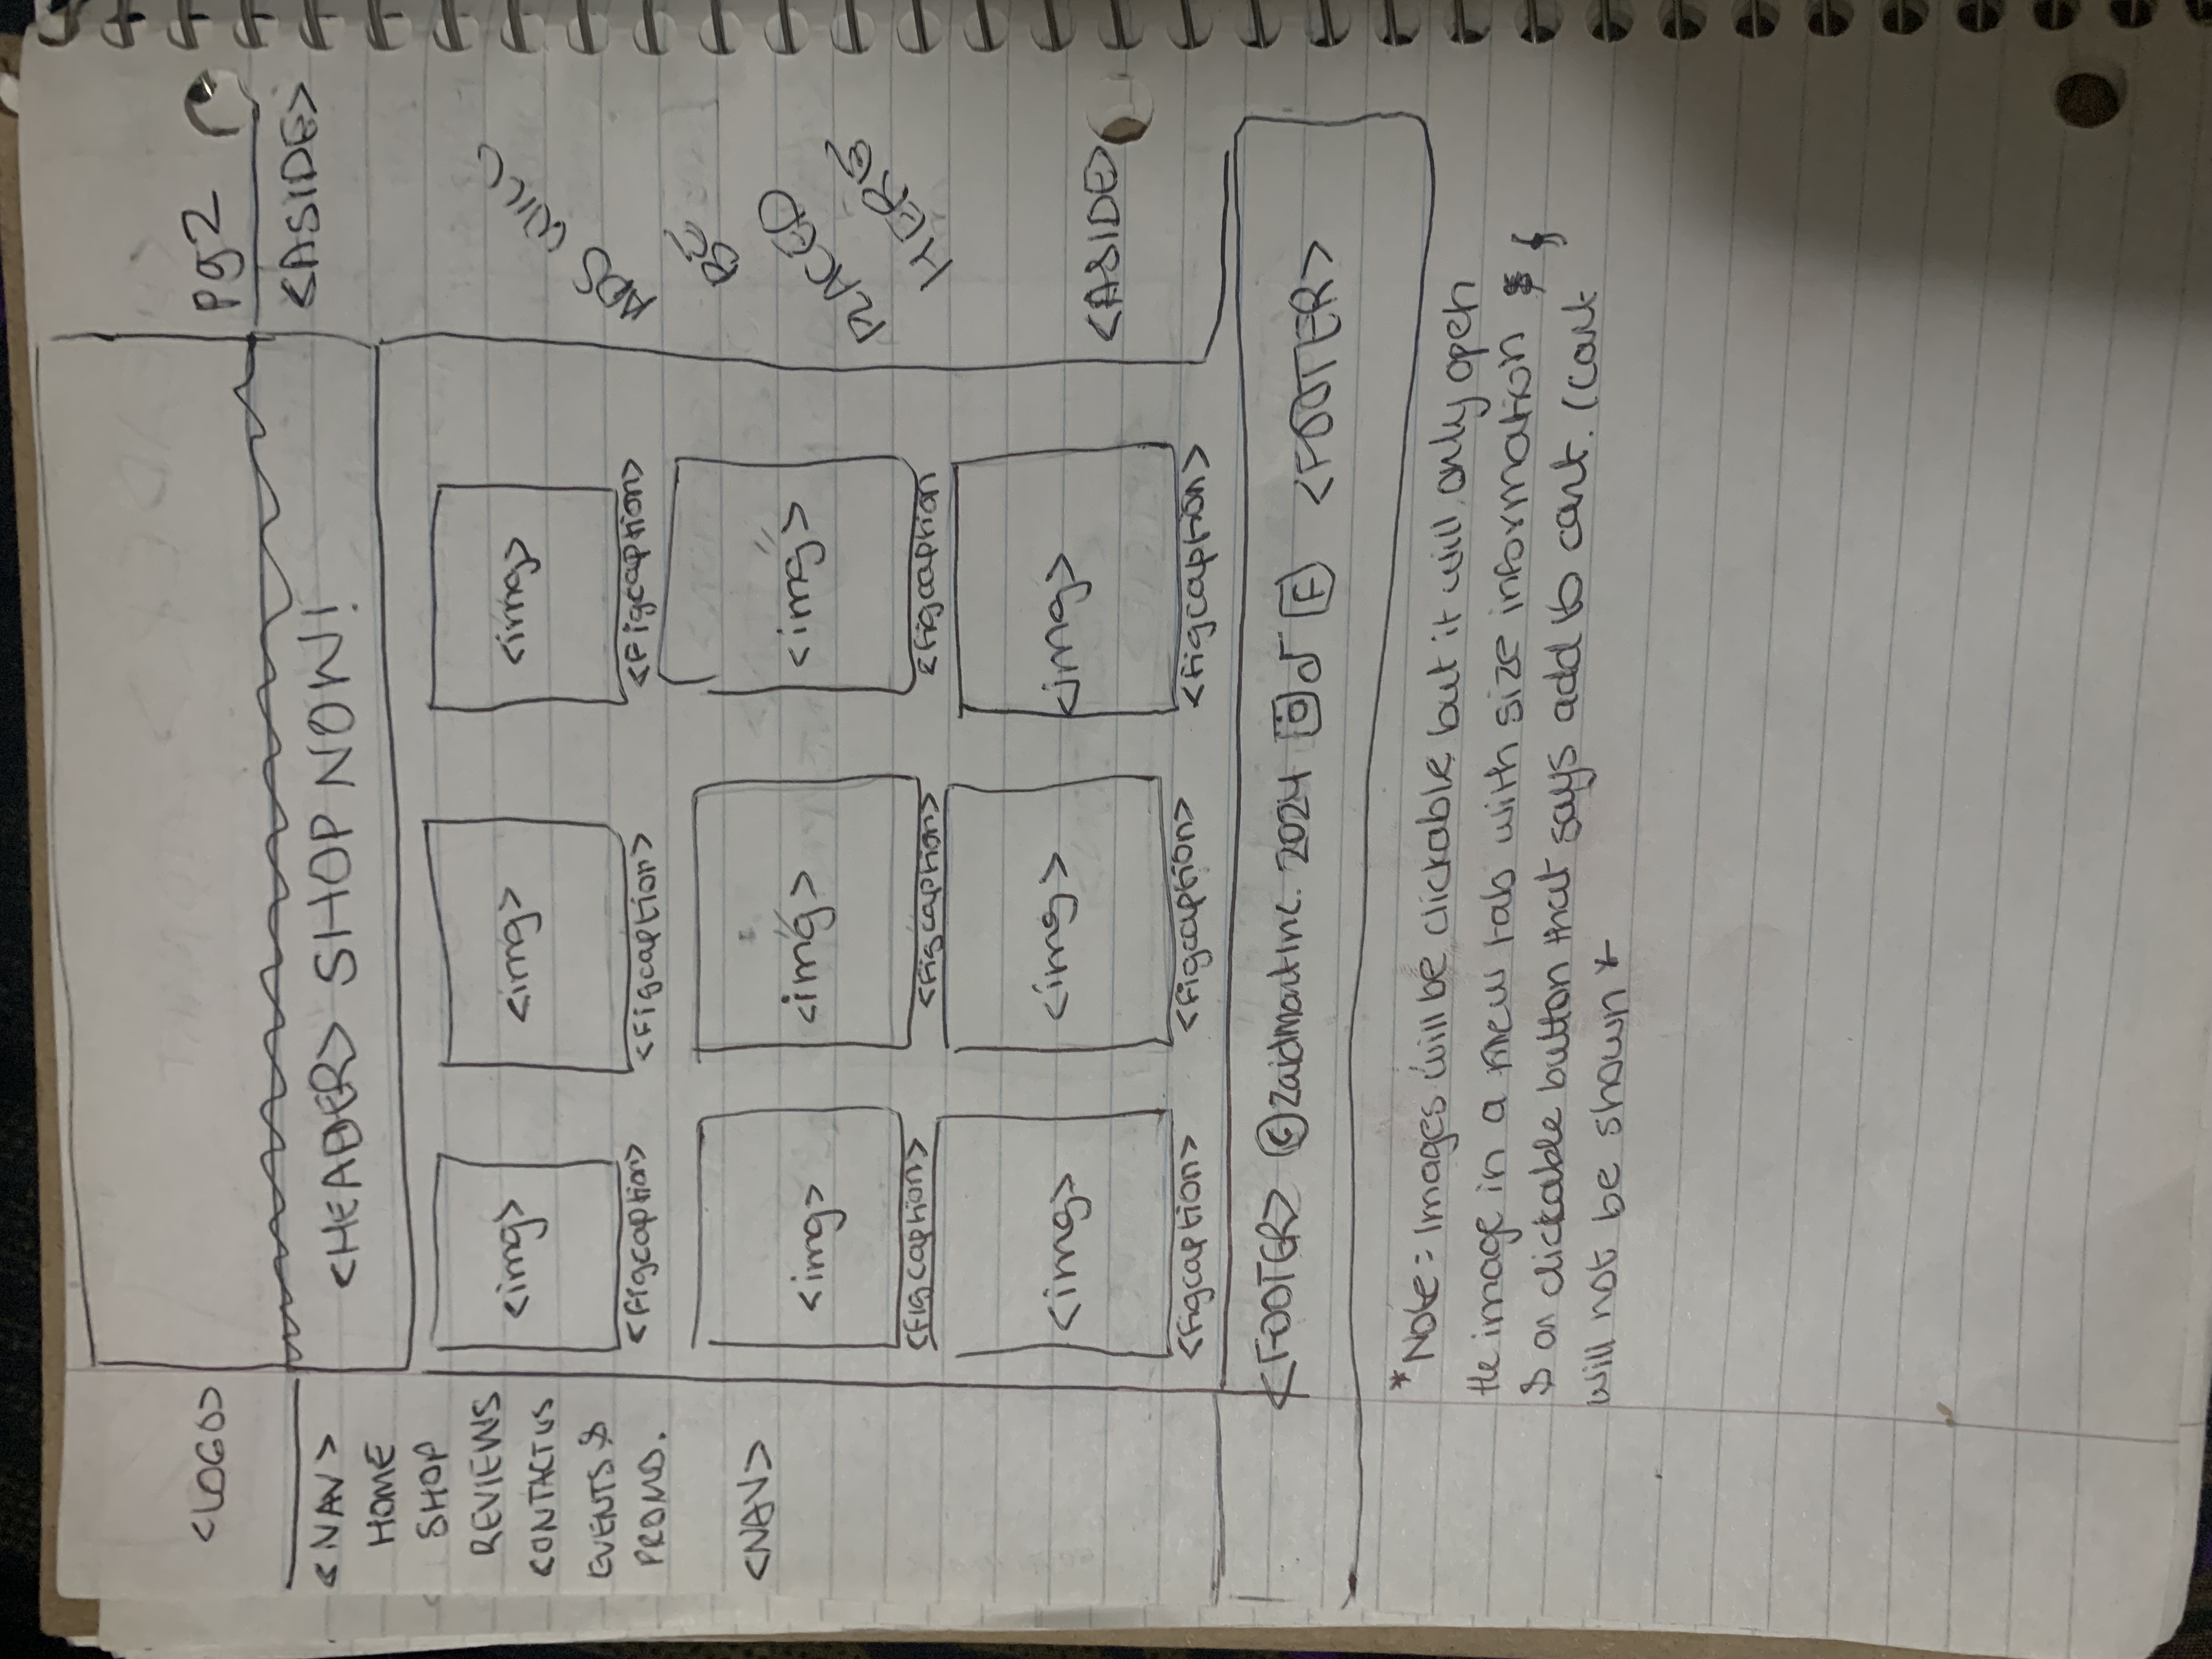 <LOGO>
pg2
<NAV>
HOME
SHOP
REVIEWS
CONTACT US
EVENTS &
PROMO.
<NAV>
<HEADER> SHOP NOW!
<img> <img> <img>
<Figcaption> <Figcaption> <Figcaption>
<img> <img> <img>
<Figcaption> <Figcaption> <Figcaption
<img> <img> <img>
<Figcaption> <Figcaption> <Figcaption>
<ASIDE>
ADS WILL
BE
PLACED
HERE
<ASIDE>
<FOOTER> © Zaidmart Inc. 2024 F <FOOTER>
*Note: Images will be clickable but it will only open
the image in a new tab with size information
& an clickable button that says add to cart. (Cart
will not be shown *